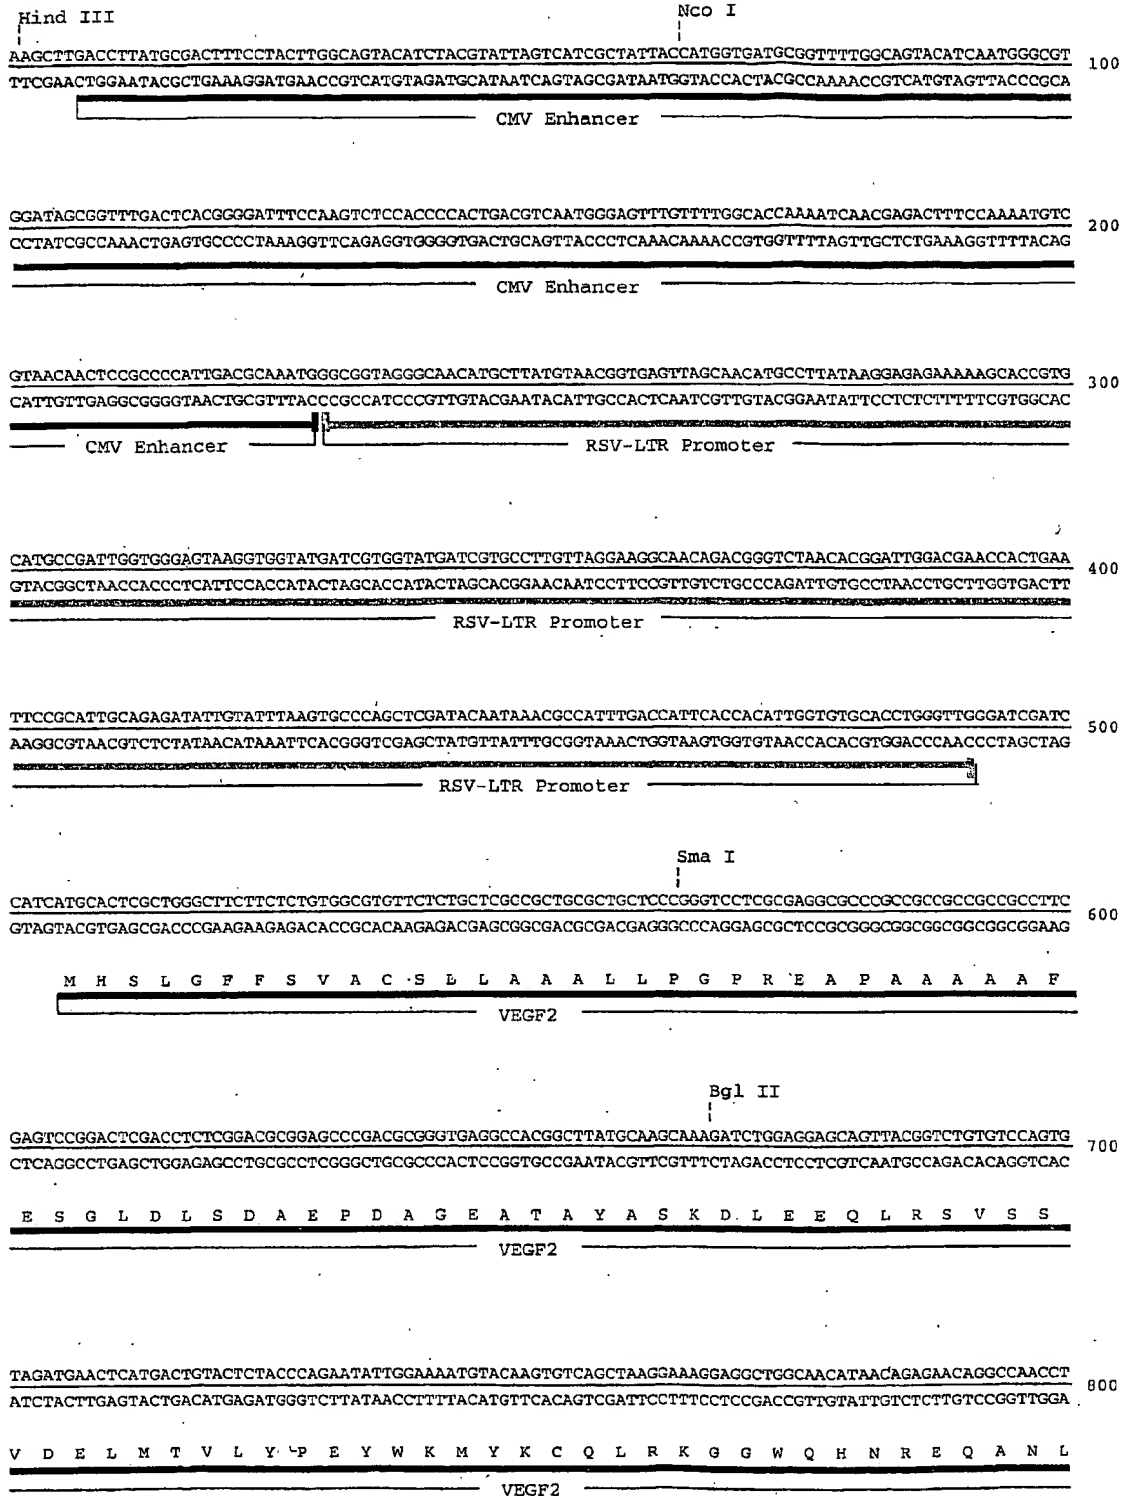 Hind III
Nco I
AAGCTTGACCTTATGCGACTTTCCTACTTGGCAGTACATCTACGTATTAGTCATCGCTATTACCATGGTGATGCGGTTTTGGCAGTACATCAATGGGCGT
100
TTCGAACTGGAATACGCTGAAAGGATGAACCGTCATGTAGATGCATAATCAGTAGCGATAATGGTACCACTACGCCAAAACCGTCATGTAGTTACCCGCA
CMV Enhancer
GGATAGCGGTTTGACTCACGGGGATTTCCAAGTCTCCACCCCACTGACGTCAATGGGAGTTTGTTTTGGCACCAAAATCAACGAGACTTTCCAAAATGTC
200
CCTATCGCCAAACTGAGTGCCCCTAAAGGTTCAGAGGTGGGGTGACTGCAGTTACCCTCAAACAAAACCGTGGTTTTAGTTGCTCTGAAAGGTTTTACAG
CMV Enhancer
GTAACAACTCCGCCCCATTGACGCAAATGGGCGGTAGGGCAACATGCTTATGTAACGGTGAGTTAGCAACATGCCTTATAAGGAGAGAAAAAGCACCGTG
300
CATTGTTGAGGCGGGGTAACTGCGTTTACCCGCCATCCCGTTGTACGAATACATTGCCACTCAATCGTTGTACGGAATATTCCTCTCTTTTTCGTGGCAC
CMV Enhancer
RSV-LTR Promoter
CATGCCGATTGGTGGGAGTAAGGTGGTATGATCGTGGTATGATCGTGCCTTGTTAGGAAGGCAACAGACGGGTCTAACACGGATTGGACGAACCACTGAA
400
GTACGGCTAACCACCCTCATTCCACCATACTAGCACCATACTAGCACGGAACAATCCTTCCGTTGTCTGCCCAGATTGTGCCTAACCTGCTTGGTGACTT
RSV-LTR Promoter
TTCCGCATTGCAGAGATATTGTATTTAAGTGCCCAGCTCGATACAATAAACGCCATTTGACCATTCACCACATTGGTGTGCACCTGGGTTGGGATCGATC
500
AAGGCGTAACGTCTCTATAACATAAATTCACGGGTCGAGCTATGTTATTTGCGGTAAACTGGTAAGTGGTGTAACCACACGTGGACCCAACCCTAGCTAG
RSV-LTR Promoter
Sma I
CATCATGCACTCGCTGGGCTTCTTCTCTGTGGCGTGTTCTCTGCTCGCCGCTGCGCTGCTCCCGGGTCCTCGCGAGGCGCCCGCCGCCGCCGCCGCCTTC
600
GTAGTACGTGAGCGACCCGAAGAAGAGACACCGCACAAGAGACGAGCGGCGACGCGACGAGGGCCCAGGAGCGCTCCGCGGGCGGCGGCGGCGGCGGAAG
M H S L G F F S V A C S L L A A A L L P G P R E A P A A A A A F
VEGF2
Bgl II
GAGTCCGGACTCGACCTCTCGGACGCGGAGCCCGACGCGGGTGAGGCCACGGCTTATGCAAGCAAAGATCTGGAGGAGCAGTTACGGTCTGTGTCCAGTG
700
CTCAGGCCTGAGCTGGAGAGCCTGCGCCTCGGGCTGCGCCCACTCCGGTGCCGAATACGTTCGTTTCTAGACCTCCTCGTCAATGCCAGACACAGGTCAC
E S G L D L S D A E P D A G E A T A Y A S K D L E E Q L R S V S S
VEGF2
TAGATGAACTCATGACTGTACTCTACCCAGAATATTGGAAAATGTACAAGTGTCAGCTAAGGAAAGGAGGCTGGCAACATAACAGAGAACAGGCCAACCT
800
ATCTACTTGAGTACTGACATGAGATGGGTCTTATAACCTTTTACATGTTCACAGTCGATTCCTTTCCTCCGACCGTTGTATTGTCTCTTGTCCGGTTGGA
V D E L M T V L Y P E Y W K M Y K C Q L R K G G W Q H N R E Q A N L
VEGF2